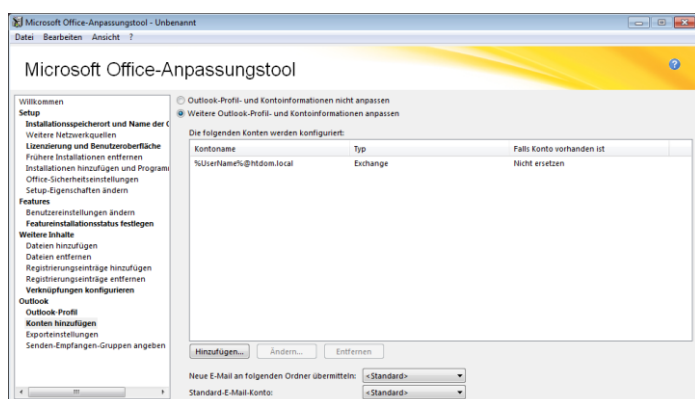 Microsoft Office-Anpassungstool - Unbenannt
Datei Bearbeiten Ansicht ?
Microsoft Office-Anpassungstool
Willkommen
Setup
Installationsspeicherort und Name der O
Weitere Netzwerkquellen
Lizenzierung und Benutzeroberfläche
Frühere Installationen entfernen
Installationen hinzufügen und Programi
Office-Sicherheitseinstellungen
Setup-Eigenschaften ändern
Features
Benutzereinstellungen ändern
Featureinstallationsstatus festlegen
Weitere Inhalte
Dateien hinzufügen
Dateien entfernen
Registrierungseinträge hinzufügen
Registrierungseinträge entfernen
Verknüpfungen konfigurieren
Outlook
Outlook-Profil
Konten hinzufügen
Exporteinstellungen
Senden-Empfangen-Gruppen angeben
Outlook-Profil- und Kontoinformationen nicht anpassen
Weitere Outlook-Profil- und Kontoinformationen anpassen
Die folgenden Konten werden konfiguriert:
Kontoname Typ Falls Konto vorhanden ist
%UserName%@htdom.local Exchange Nicht ersetzen
Hinzufügen... Ändern... Entfernen
Neue E-Mail an folgenden Ordner übermitteln: <Standard>
Standard-E-Mail-Konto: <Standard>